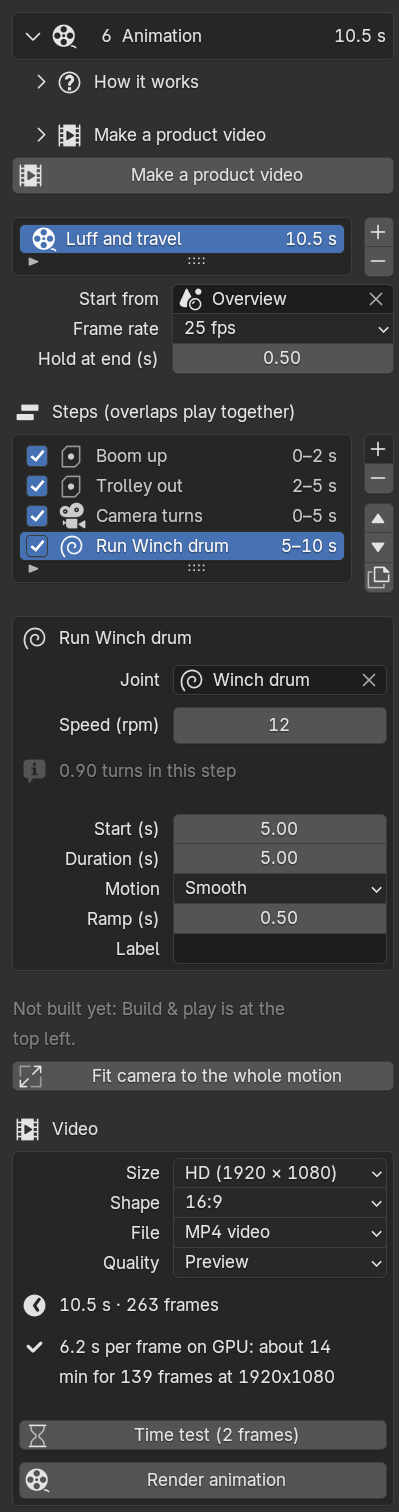 6 Animation 10.5 s
How it works
Make a product video
Make a product video
Luff and travel 10.5 s
Start from Overview
Frame rate 25 fps
Hold at end (s) 0.50
Steps (overlaps play together)
Boom up 0–2 s
Trolley out 2–5 s
Camera turns 0–5 s
Run Winch drum 5–10 s
Run Winch drum
Joint Winch drum
Speed (rpm) 12
0.90 turns in this step
Start (s) 5.00
Duration (s) 5.00
Motion Smooth
Ramp (s) 0.50
Label
Not built yet: Build & play is at the
top left.
Fit camera to the whole motion
Video
Size HD (1920 × 1080)
Shape 16:9
File MP4 video
Quality Preview
10.5 s · 263 frames
6.2 s per frame on GPU: about 14
min for 139 frames at 1920x1080
Time test (2 frames)
Render animation